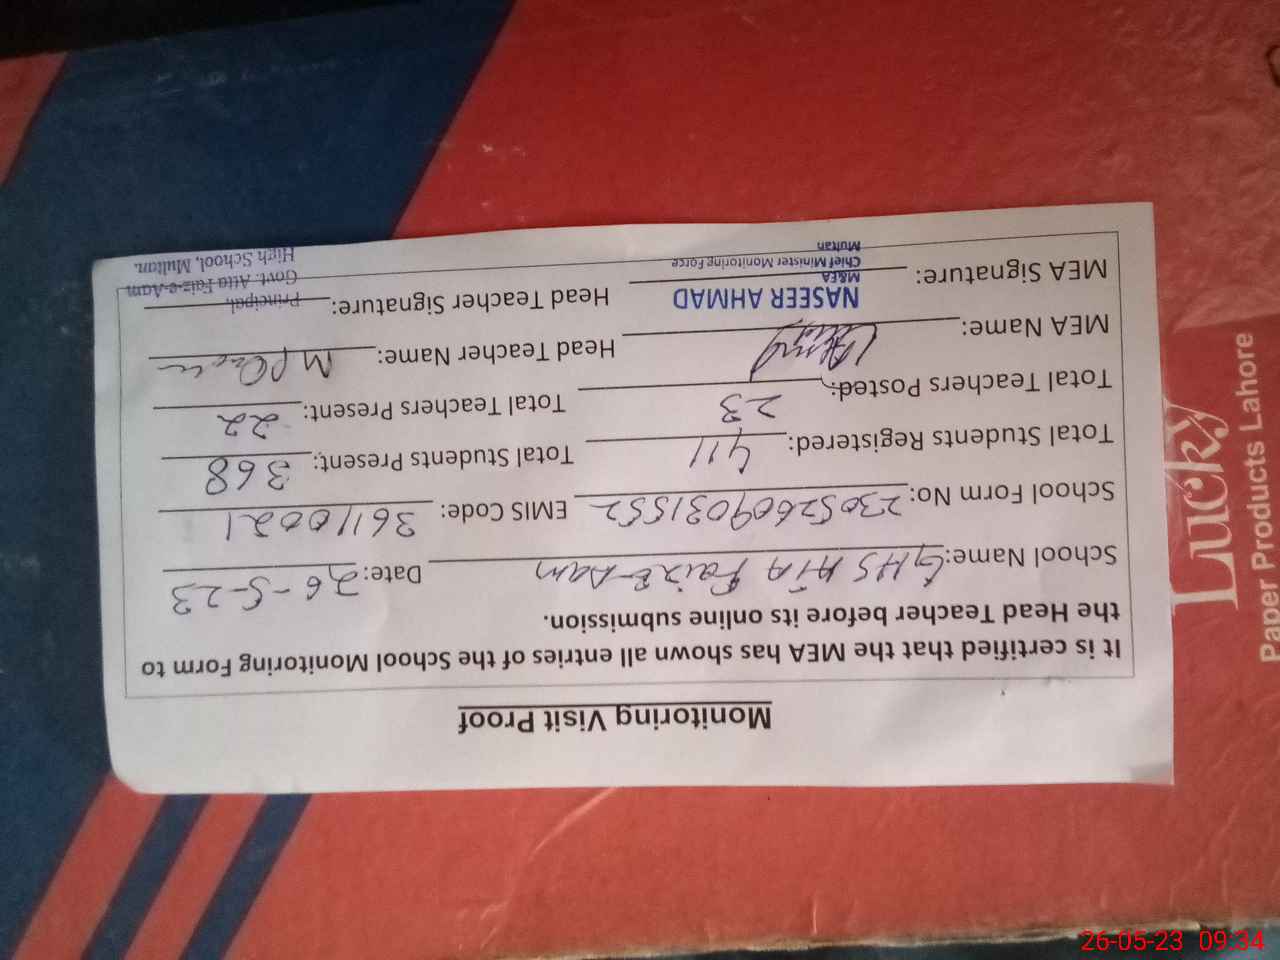 Monitoring Visit Proof
It is certified that the MEA has shown all entries of the School Monitoring Form to
the Head Teacher before its online submission.
School Name: GHS ATA Faiz-E-Aam Date: 26-5-23
School Form No: 23052609031552 EMIS Code: 36110021
Total Students Registered: 411 Total Students Present: 368
Total Teachers Posted: 23 Total Teachers Present: 22
MEA Name: Head Teacher Name:
MEA Signature: Head Teacher Signature:
NASEER AHMAD
M&EA
Chief Minister Monitoring Force
Multan
Principal,
Govt. Atta Faiz-e-Aam
High School, Multan.
Lucky
Paper Products Lahore
26-05-23 09:34